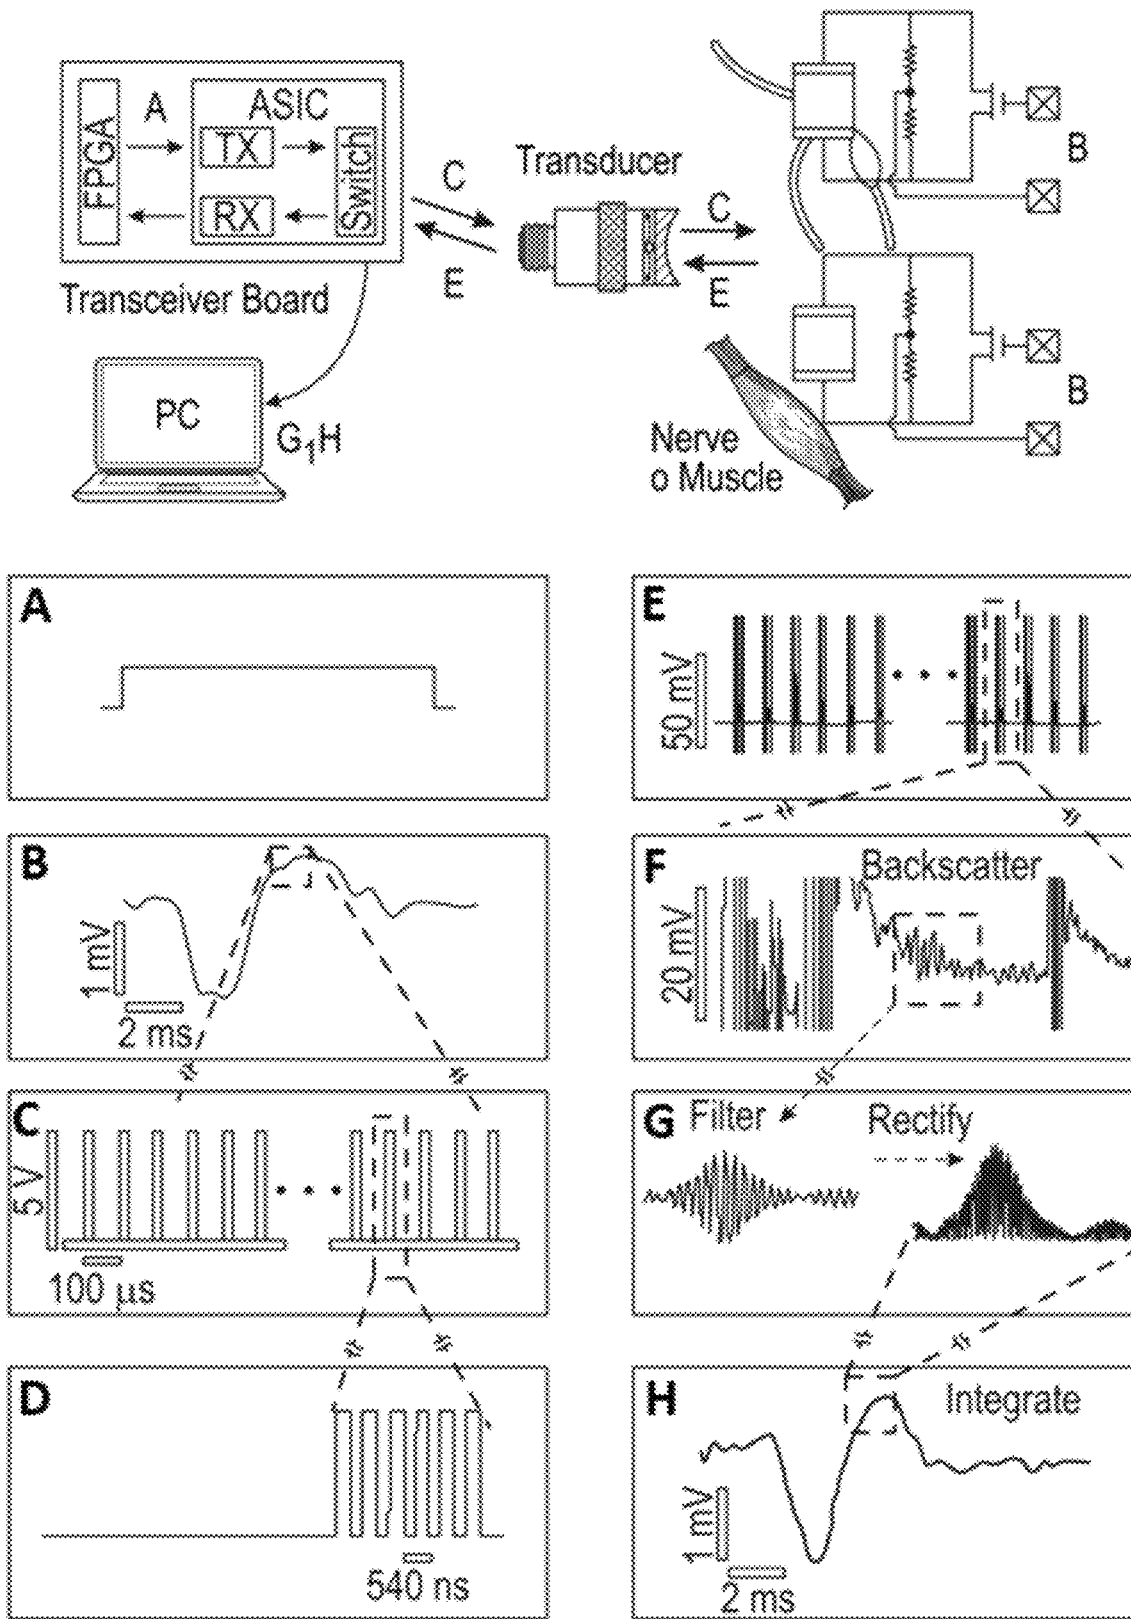 FPGA
A
ASIC
TX
RX
Switch
C
E
Transducer
C
E
B
B
Transceiver Board
PC
G₁H
Nerve
o Muscle
A
B
1 mV
2 ms
C
5 V
100 µs
D
540 ns
E
50 mV
F
Backscatter
20 mV
G
Filter
Rectify
H
Integrate
1 mV
2 ms